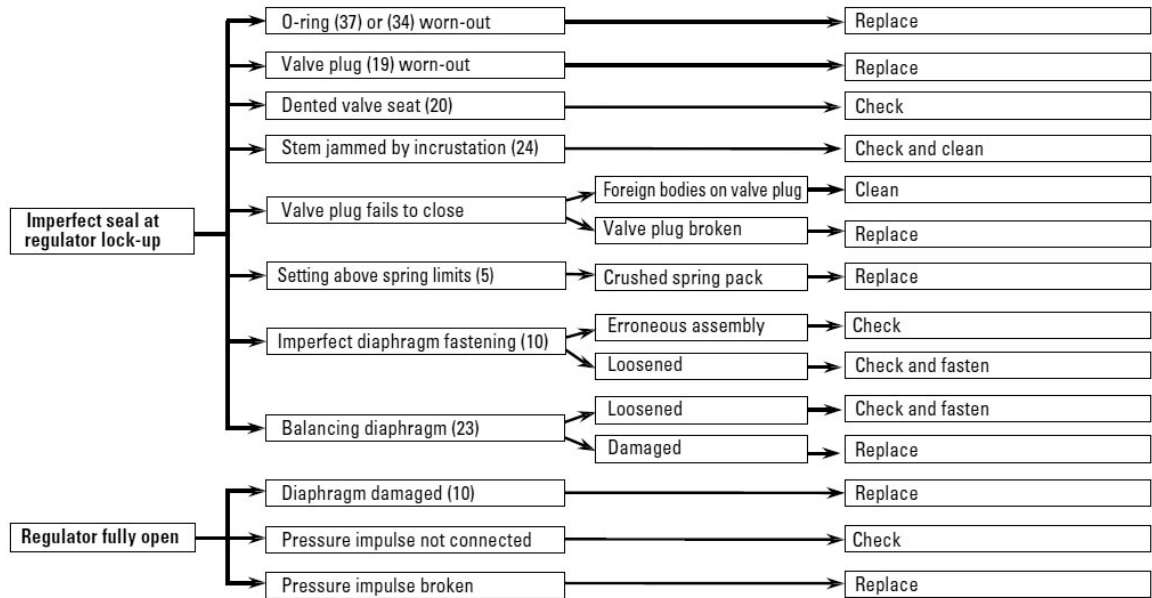 O-ring (37) or (34) worn-out
Replace
Valve plug (19) worn-out
Replace
Dented valve seat (20)
Check
Stem jammed by incrustation (24)
Check and clean
Imperfect seal at
regulator lock-up
Valve plug fails to close
Foreign bodies on valve plug
Clean
Valve plug broken
Replace
Setting above spring limits (5)
Crushed spring pack
Replace
Imperfect diaphragm fastening (10)
Erroneous assembly
Check
Loosened
Check and fasten
Balancing diaphragm (23)
Loosened
Check and fasten
Damaged
Replace
Regulator fully open
Diaphragm damaged (10)
Replace
Pressure impulse not connected
Check
Pressure impulse broken
Replace